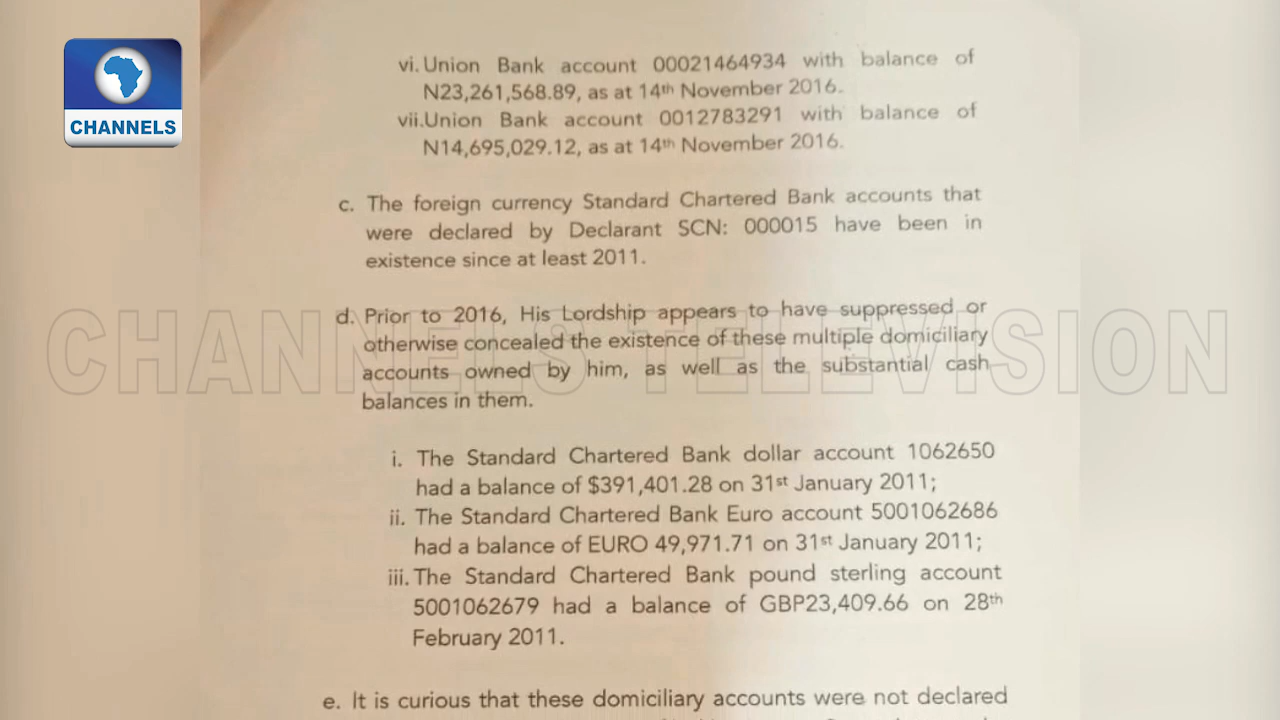 CHANNELS
vi. Union Bank account 00021464934 with balance of
N23,261,568.89, as at 14th November 2016.
vii.Union Bank account 0012783291 with balance of
N14,695,029.12, as at 14th November 2016.
c. The foreign currency Standard Chartered Bank accounts that
were declared by Declarant SCN: 000015 have been in
existence since at least 2011.
d. Prior to 2016, His Lordship appears to have suppressed or
otherwise concealed the existence of these multiple domiciliary
accounts owned by him, as well as the substantial cash
balances in them.
CHANNELS TELEVISION
i. The Standard Chartered Bank dollar account 1062650
had a balance of $391,401.28 on 31st January 2011;
ii. The Standard Chartered Bank Euro account 5001062686
had a balance of EURO 49,971.71 on 31st January 2011;
iii. The Standard Chartered Bank pound sterling account
5001062679 had a balance of GBP23,409.66 on 28th
February 2011.
e. It is curious that these domiciliary accounts were not declared